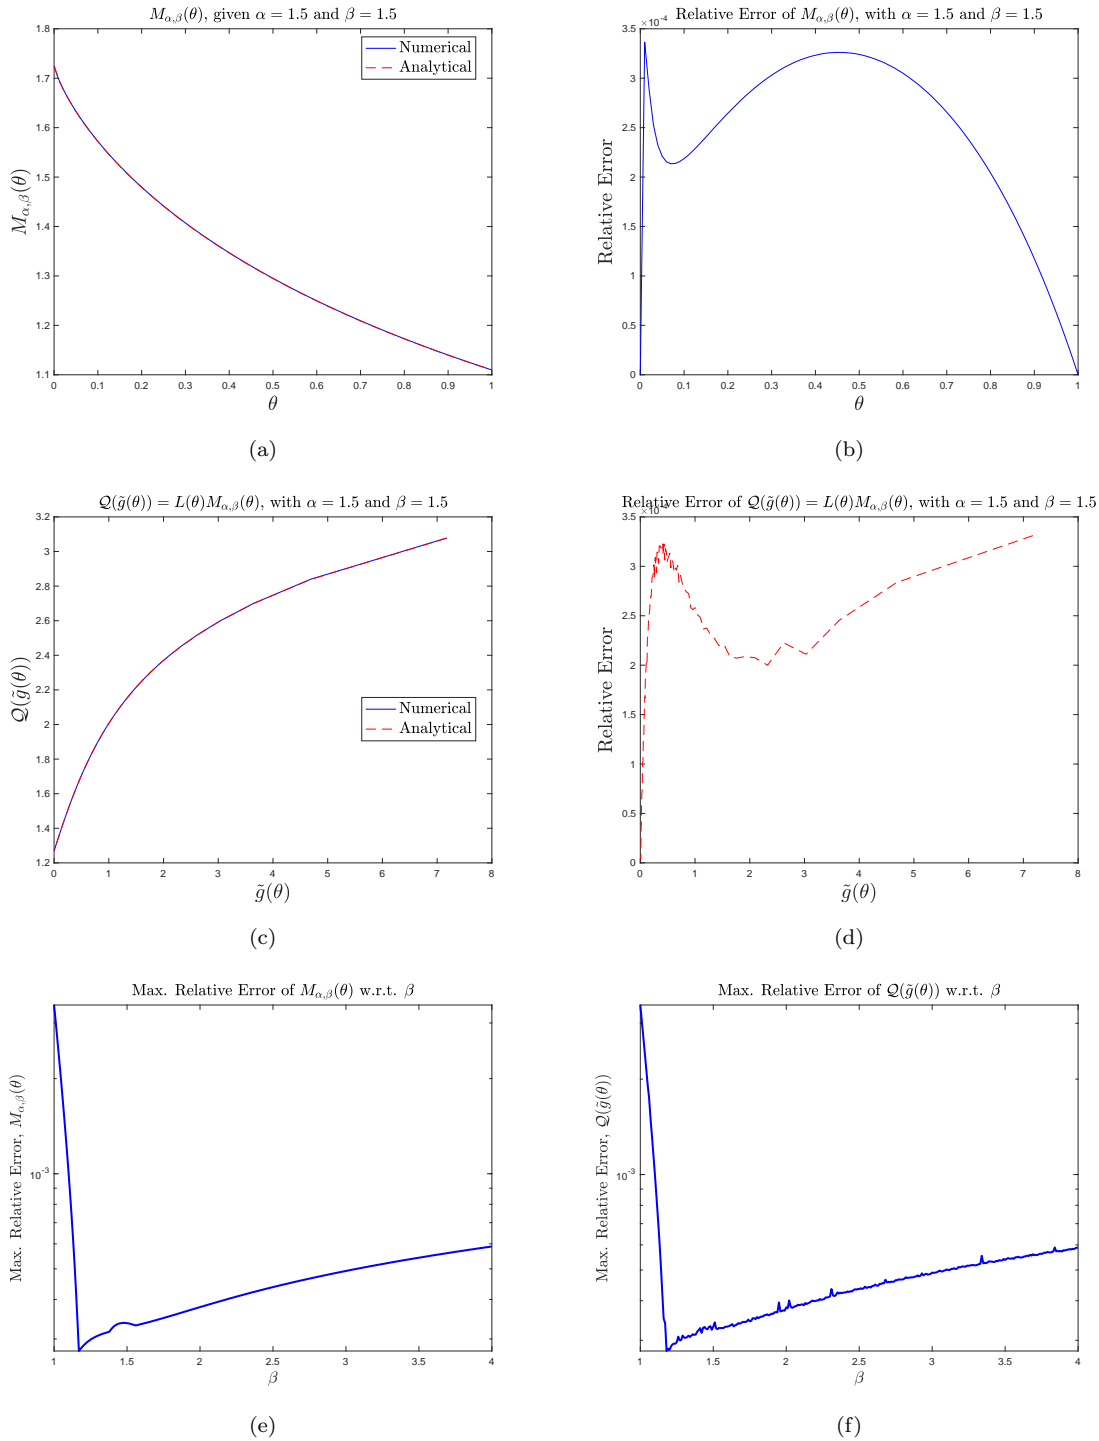 M_{α,β}(θ), given α = 1.5 and β = 1.5
1.8
1.7
1.6
1.5
1.4
1.3
1.2
1.1
M_{α,β}(θ)
Numerical
Analytical
0 0.1 0.2 0.3 0.4 0.5 0.6 0.7 0.8 0.9 1
θ
(a)
Relative Error of M_{α,β}(θ), with α = 1.5 and β = 1.5
×10^{-4}
3.5
3
2.5
2
1.5
1
0.5
0
Relative Error
0 0.1 0.2 0.3 0.4 0.5 0.6 0.7 0.8 0.9 1
θ
(b)
𝒬(g̃(θ)) = L(θ)M_{α,β}(θ), with α = 1.5 and β = 1.5
3.2
3
2.8
2.6
2.4
2.2
2
1.8
1.6
1.4
1.2
𝒬(g̃(θ))
Numerical
Analytical
0 1 2 3 4 5 6 7 8
g̃(θ)
(c)
Relative Error of 𝒬(g̃(θ)) = L(θ)M_{α,β}(θ), with α = 1.5 and β = 1.5
3.5
3
2.5
2
1.5
1
0.5
0
Relative Error
0 1 2 3 4 5 6 7 8
g̃(θ)
(d)
Max. Relative Error of M_{α,β}(θ) w.r.t. β
10^{-3}
Max. Relative Error, M_{α,β}(θ)
1 1.5 2 2.5 3 3.5 4
β
(e)
Max. Relative Error of 𝒬(g̃(θ)) w.r.t. β
10^{-3}
Max. Relative Error, 𝒬(g̃(θ))
1 1.5 2 2.5 3 3.5 4
β
(f)